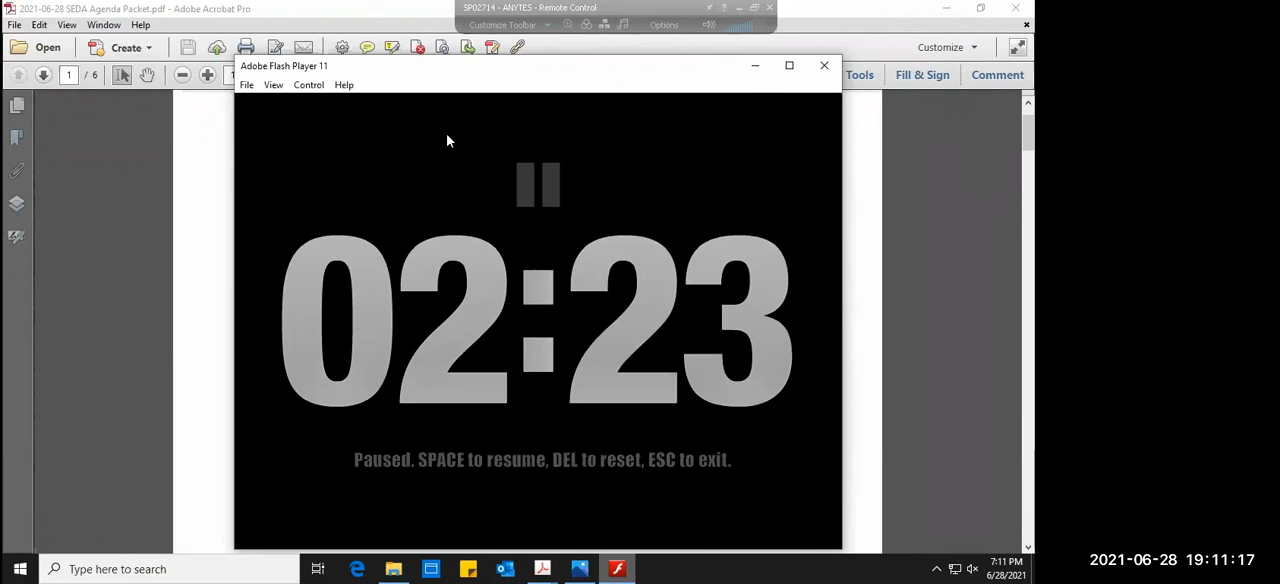 2021-06-28 SEDA Agenda Packet.pdf - Adobe Acrobat Pro
SP02714 - ANYTES - Remote Control
File Edit View Window Help
Customize Toolbar
Options
Open
Create
Customize
1 / 6
1
Tools
Fill & Sign
Comment
Adobe Flash Player 11
File View Control Help
02:23
Paused. SPACE to resume, DEL to reset, ESC to exit.
Type here to search
7:11 PM
6/28/2021
2021-06-28 19:11:17